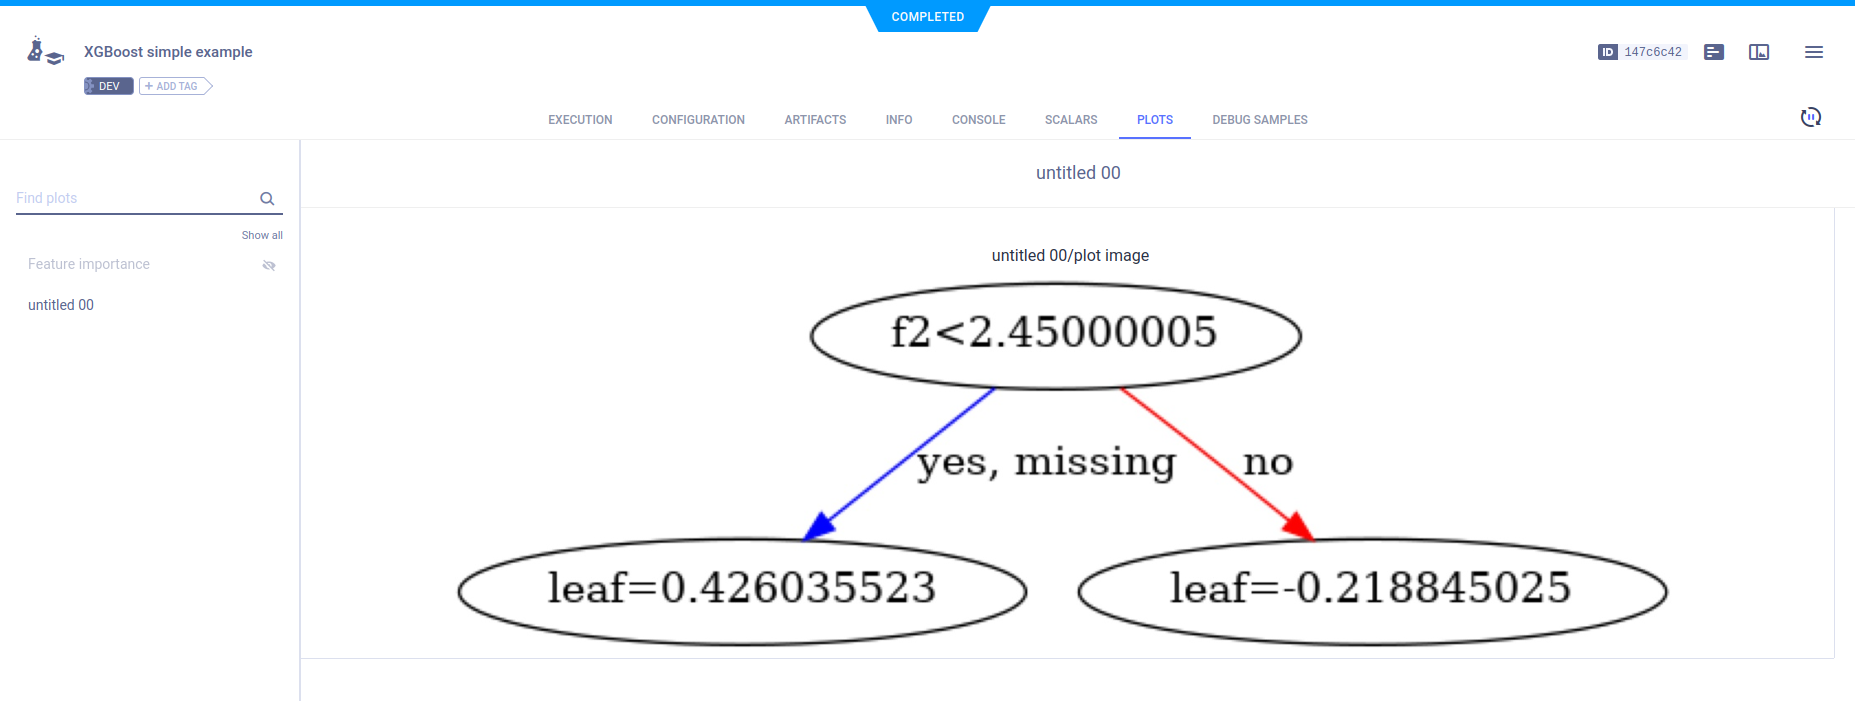 COMPLETED
XGBoost simple example
ID 147c6c42
DEV
+ ADD TAG
EXECUTION CONFIGURATION ARTIFACTS INFO CONSOLE SCALARS PLOTS DEBUG SAMPLES
untitled 00
Find plots
Show all
Feature importance
untitled 00
untitled 00/plot image
f2<2.45000005
yes, missing no
leaf=0.426035523 leaf=-0.218845025